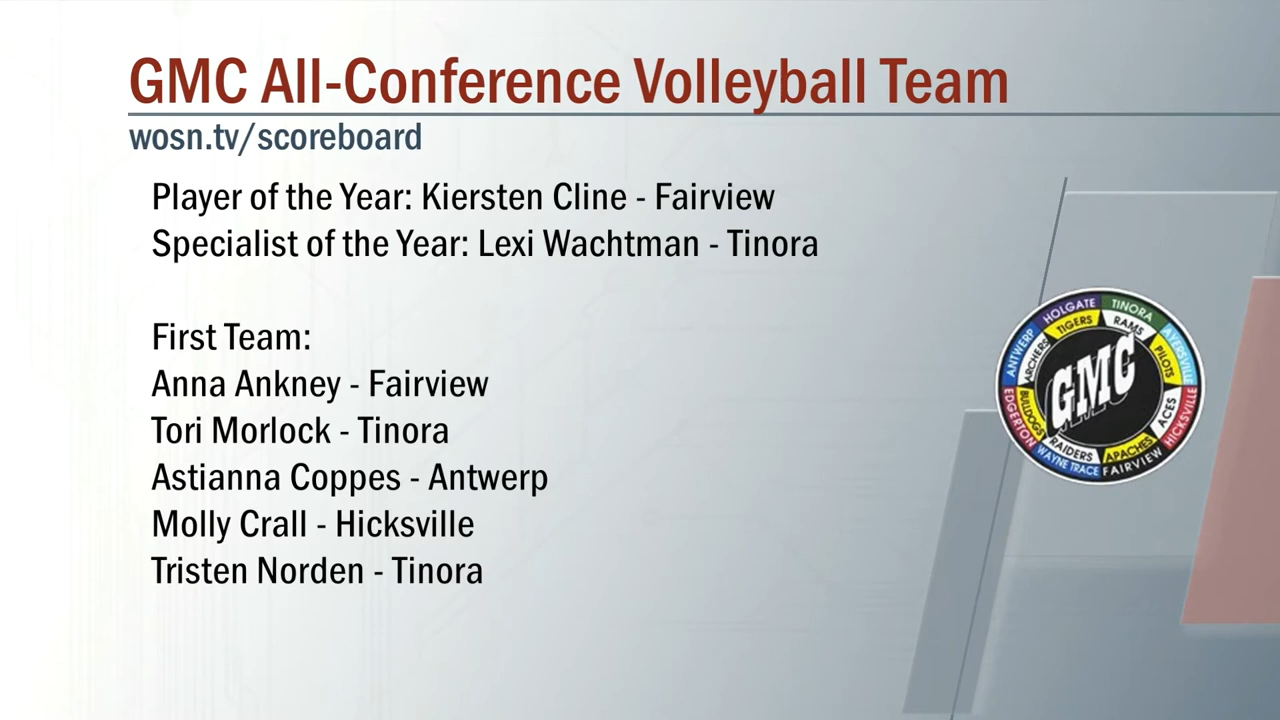 GMC All-Conference Volleyball Team
wosn.tv/scoreboard
Player of the Year: Kiersten Cline - Fairview
Specialist of the Year: Lexi Wachtman - Tinora
First Team:
Anna Ankney - Fairview
Tori Morlock - Tinora
Astianna Coppes - Antwerp
Molly Crall - Hicksville
Tristen Norden - Tinora
HOLGATE
TIGERS
TINORA
RAMS
AYERSVILLE
PILOTS
HICKSVILLE
ACES
FAIRVIEW
APACHES
WAYNE TRACE
RAIDERS
EDGERTON
BULLDOGS
ANTWERP
ARCHERS
GMC